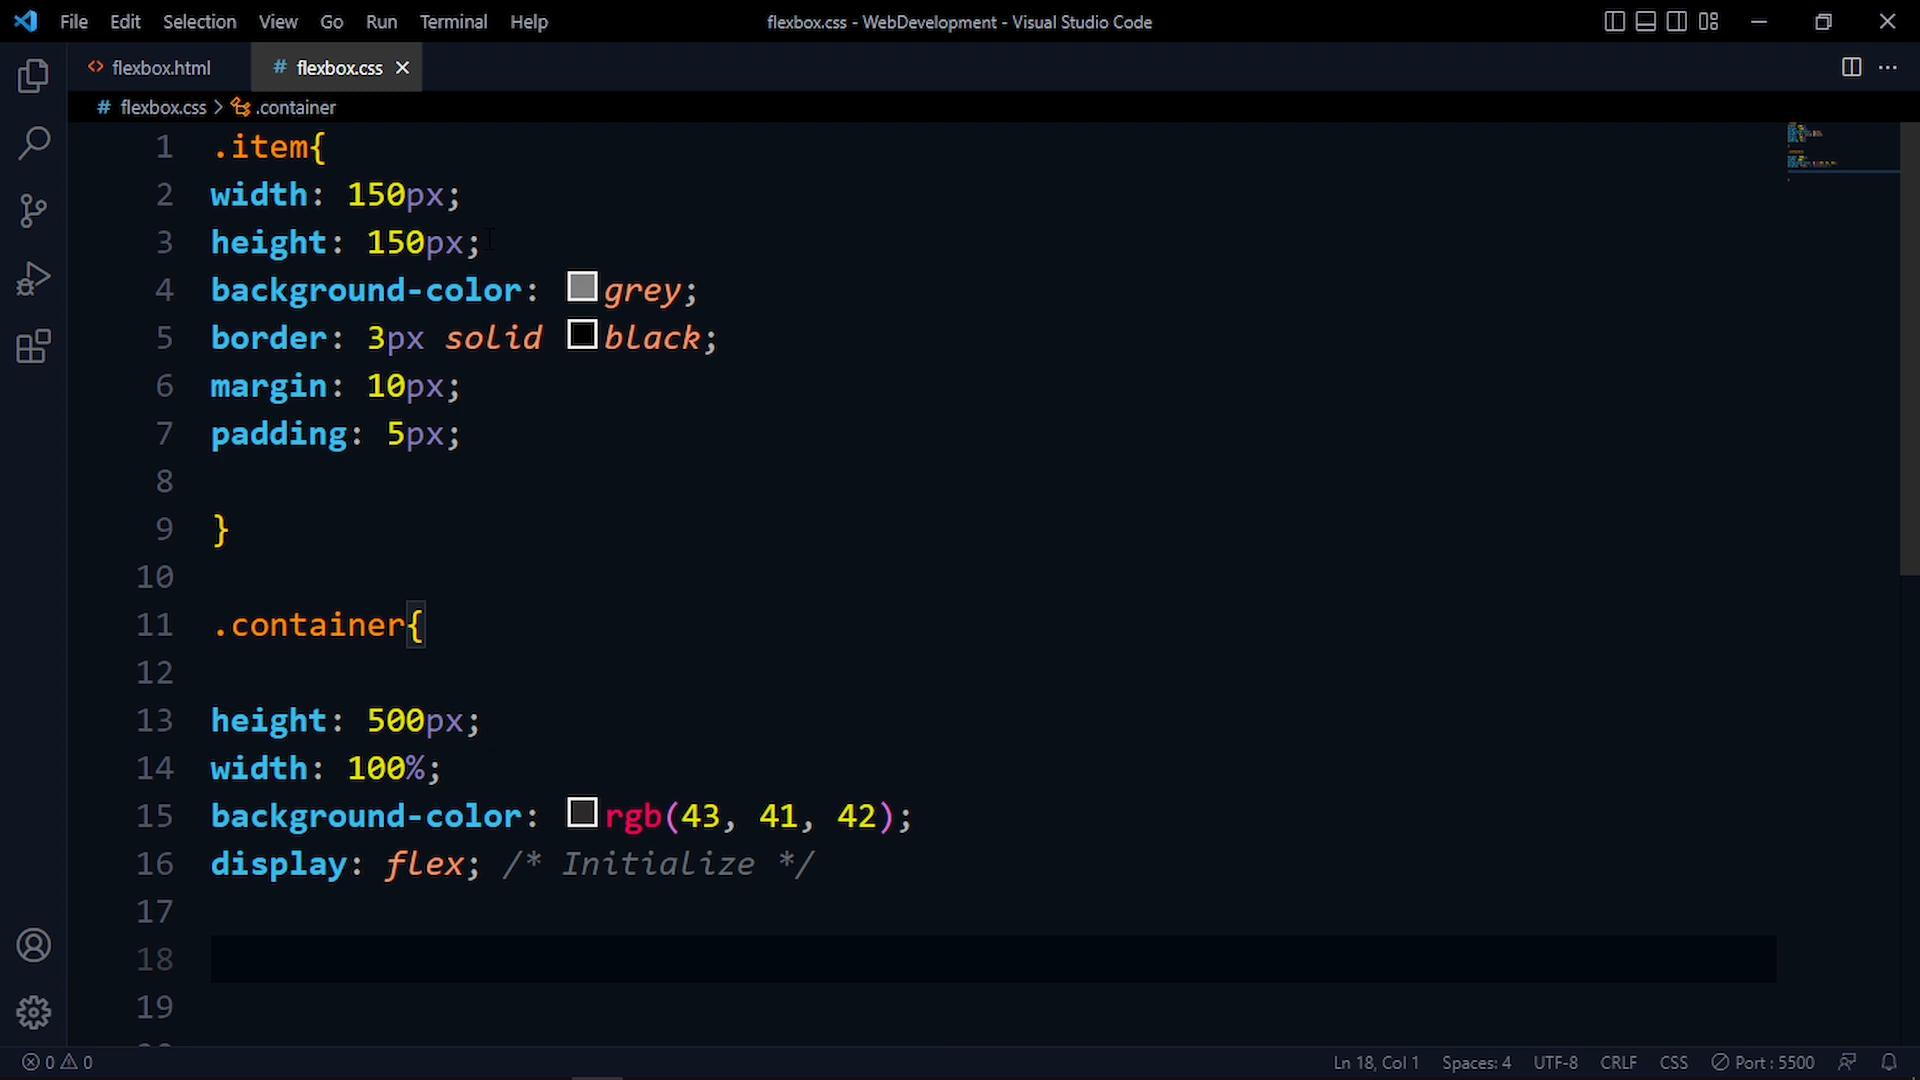 File Edit Selection View Go Run Terminal Help flexbox.css - WebDevelopment - Visual Studio Code
<> flexbox.html # flexbox.css ×
# flexbox.css > .container
1 .item{
2 width: 150px;
3 height: 150px;
4 background-color: grey;
5 border: 3px solid black;
6 margin: 10px;
7 padding: 5px;
8
9 }
10
11 .container{
12
13 height: 500px;
14 width: 100%;
15 background-color: rgb(43, 41, 42);
16 display: flex; /* Initialize */
17
18
19
0 0 Ln 18, Col 1 Spaces: 4 UTF-8 CRLF CSS Port : 5500